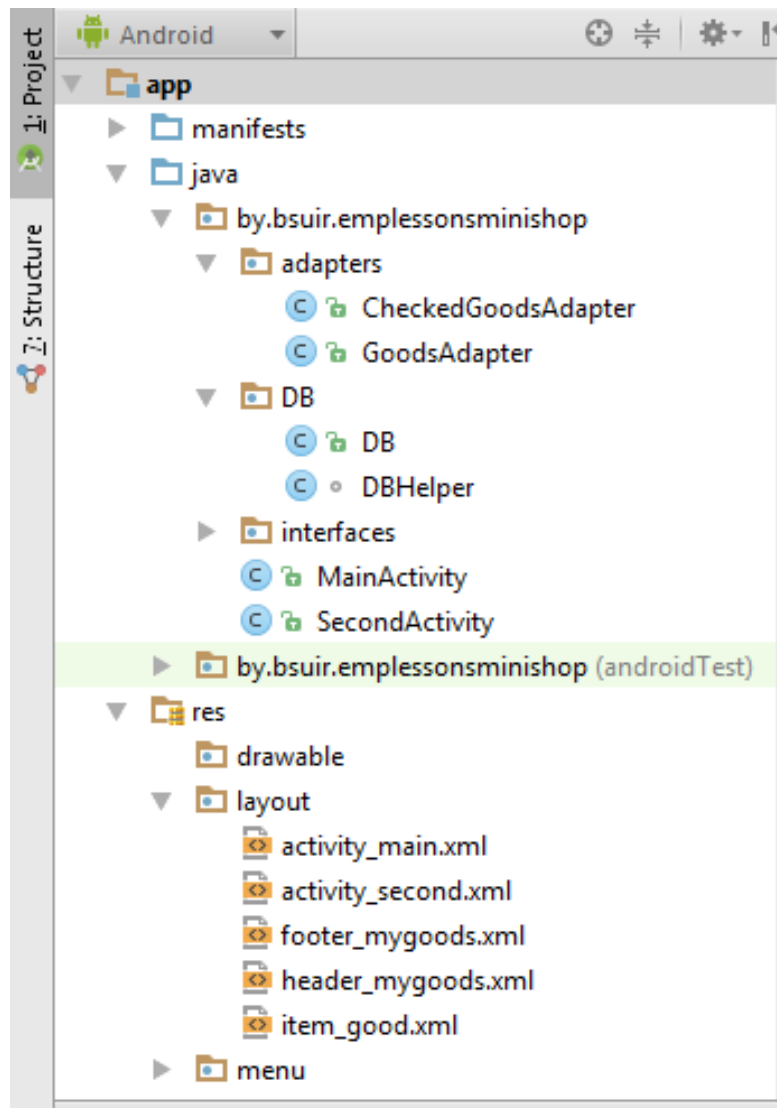 1: Project
7: Structure
Android
app
manifests
java
by.bsuir.emplessonsminishop
adapters
C CheckedGoodsAdapter
C GoodsAdapter
DB
C DB
C DBHelper
interfaces
C MainActivity
C SecondActivity
by.bsuir.emplessonsminishop (androidTest)
res
drawable
layout
activity_main.xml
activity_second.xml
footer_mygoods.xml
header_mygoods.xml
item_good.xml
menu